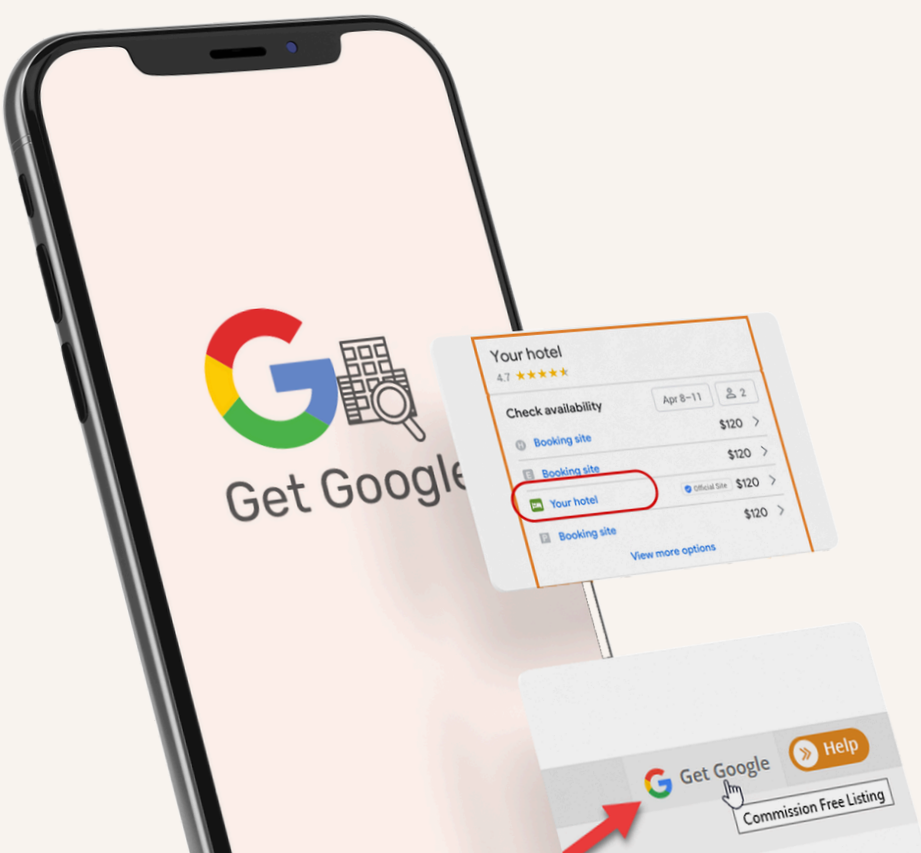 Get Google
Your hotel
4.7
Check availability
Apr 8–11
2
Booking site
$120
Booking site
$120
Your hotel
Official Site
$120
Booking site
$120
View more options
Get Google
Help
Commission Free Listing